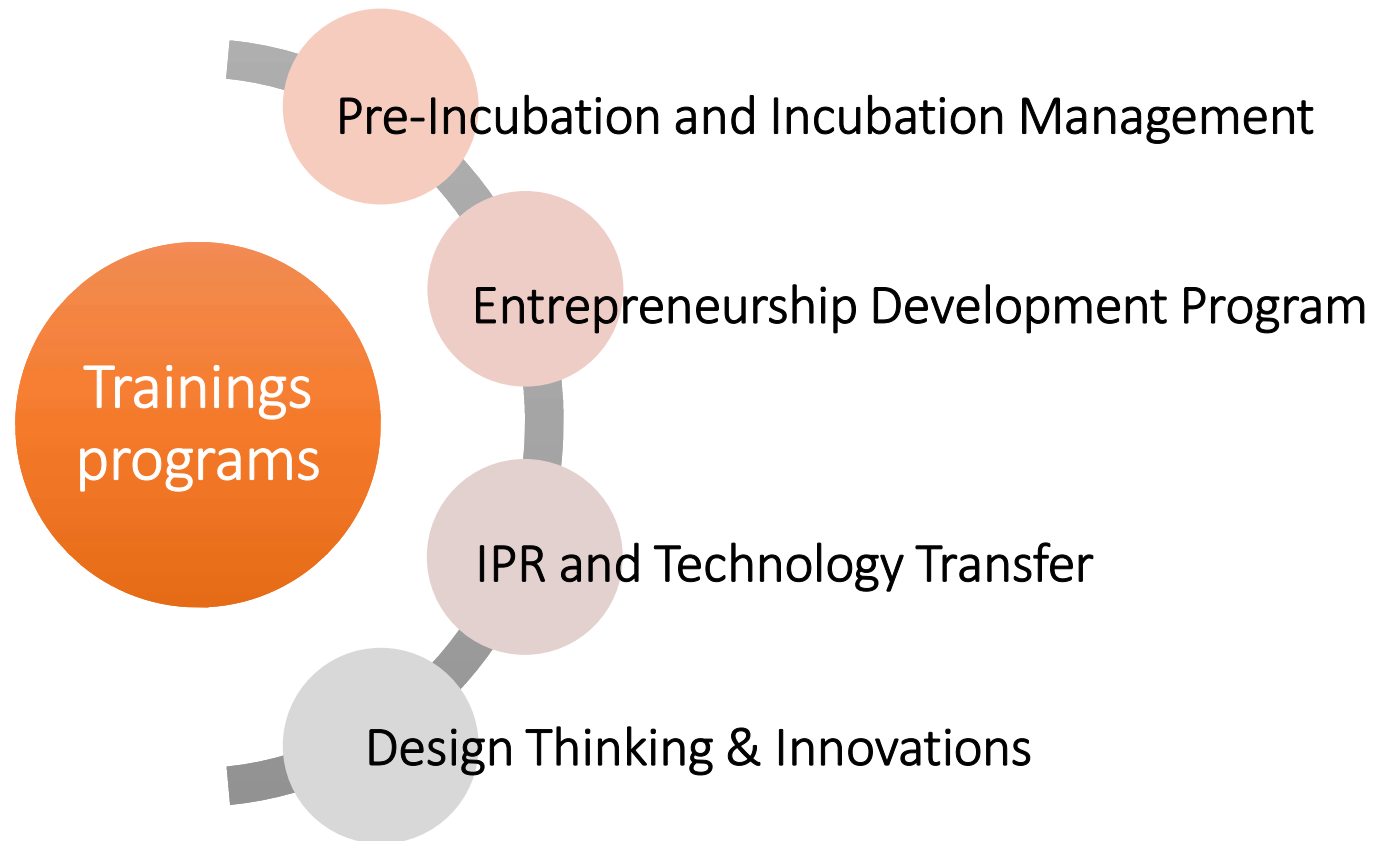 Pre-Incubation and Incubation Management
Entrepreneurship Development Program
Trainings
programs
IPR and Technology Transfer
Design Thinking & Innovations